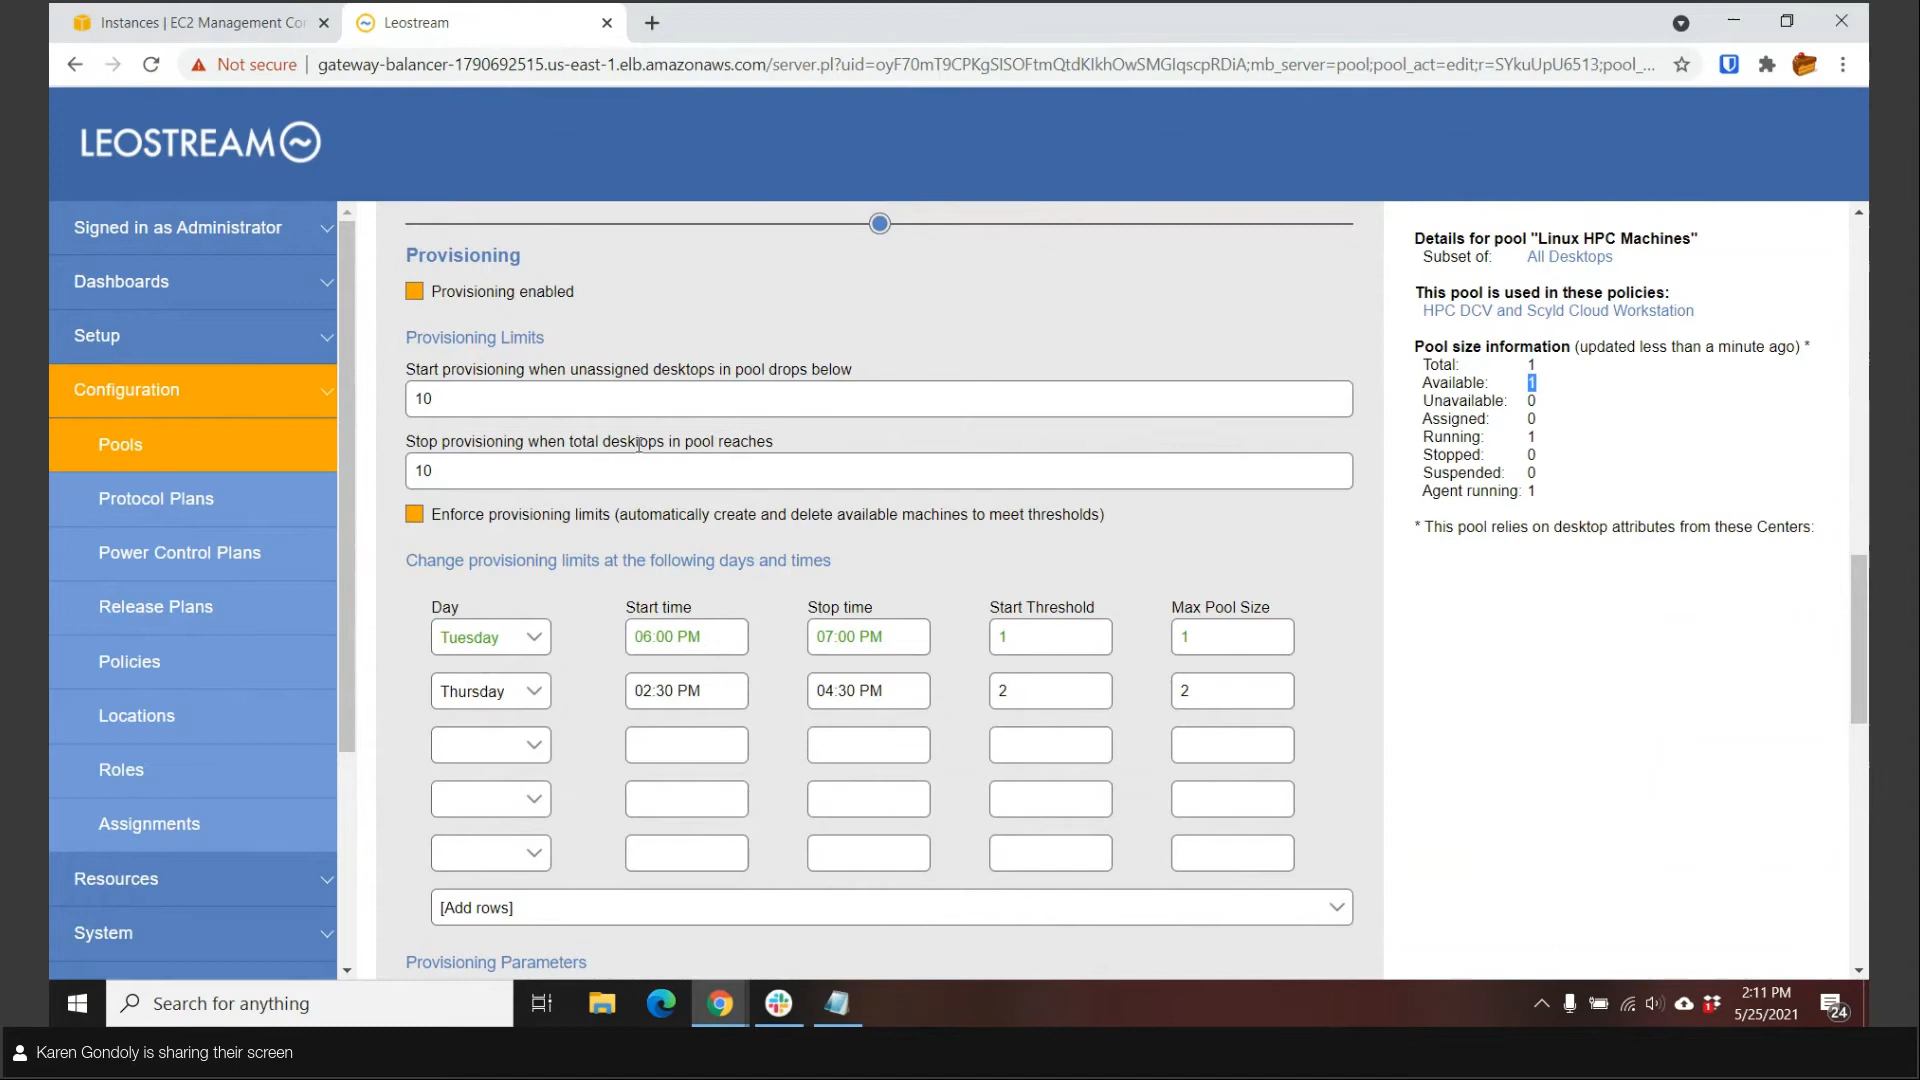 Instances | EC2 Management Con
Leostream
Not secure | gateway-balancer-1790692515.us-east-1.elb.amazonaws.com/server.pl?uid=oyF70mT9CPKgSISOFtmQtdKIkhOwSMGIqscpRDiA;mb_server=pool;pool_act=edit;r=SYkuUpU6513;pool_...
LEOSTREAM
Signed in as Administrator
Dashboards
Setup
Configuration
Pools
Protocol Plans
Power Control Plans
Release Plans
Policies
Locations
Roles
Assignments
Resources
System
Provisioning
Provisioning enabled
Provisioning Limits
Start provisioning when unassigned desktops in pool drops below
10
Stop provisioning when total desktops in pool reaches
10
Enforce provisioning limits (automatically create and delete available machines to meet thresholds)
Change provisioning limits at the following days and times
Day Start time Stop time Start Threshold Max Pool Size
Tuesday 06:00 PM 07:00 PM 1 1
Thursday 02:30 PM 04:30 PM 2 2
[Add rows]
Provisioning Parameters
Details for pool "Linux HPC Machines"
Subset of: All Desktops
This pool is used in these policies:
HPC DCV and Scyld Cloud Workstation
Pool size information (updated less than a minute ago) *
Total: 1
Available: 1
Unavailable: 0
Assigned: 0
Running: 1
Stopped: 0
Suspended: 0
Agent running: 1
* This pool relies on desktop attributes from these Centers:
Search for anything
2:11 PM
5/25/2021
24
Karen Gondoly is sharing their screen